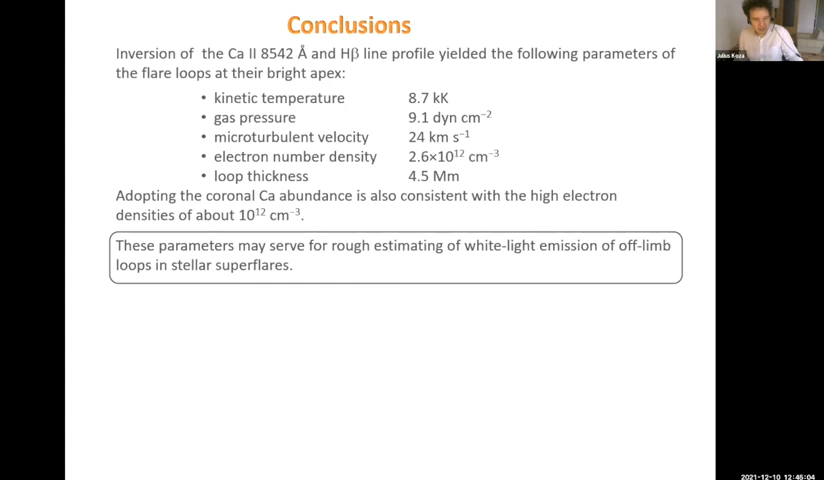 Conclusions
Inversion of the Ca II 8542 Å and Hβ line profile yielded the following parameters of
the flare loops at their bright apex:
• kinetic temperature 8.7 kK
• gas pressure 9.1 dyn cm⁻²
• microturbulent velocity 24 km s⁻¹
• electron number density 2.6×10¹² cm⁻³
• loop thickness 4.5 Mm
Adopting the coronal Ca abundance is also consistent with the high electron
densities of about 10¹² cm⁻³.
These parameters may serve for rough estimating of white-light emission of off-limb
loops in stellar superflares.
Julius Koza
2021-12-10 12:45:04